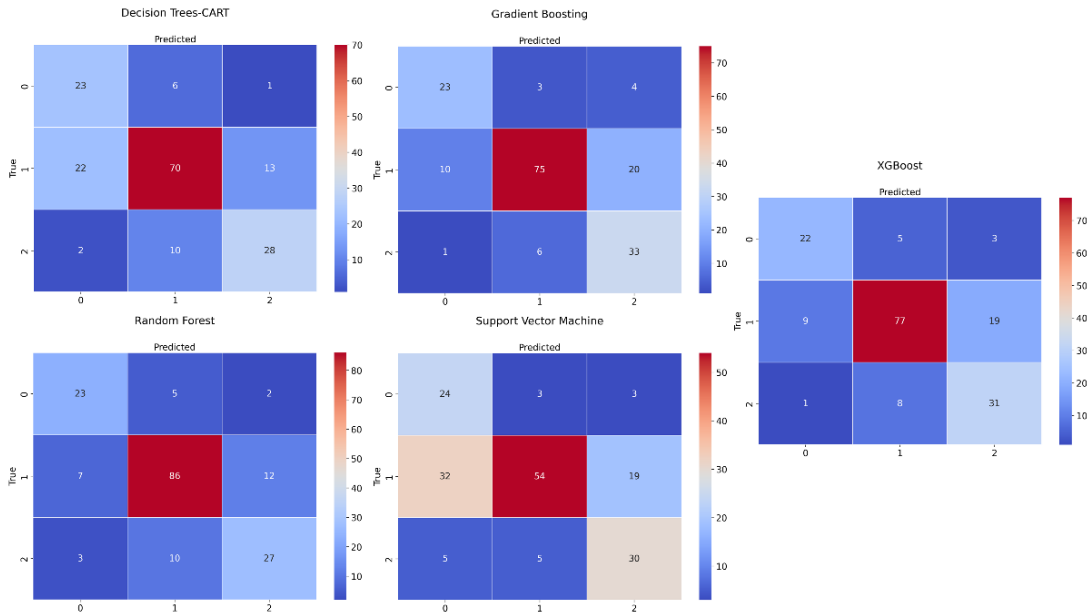 Decision Trees-CART
Predicted
0 23 6 1
1 22 70 13
2 2 10 28
0 1 2
True
70
60
50
40
30
20
10
Gradient Boosting
Predicted
0 23 3 4
1 10 75 20
2 1 6 33
0 1 2
True
70
60
50
40
30
20
10
Random Forest
Predicted
0 23 5 2
1 7 86 12
2 3 10 27
0 1 2
True
80
70
60
50
40
30
20
10
Support Vector Machine
Predicted
0 24 3 3
1 32 54 19
2 5 5 30
0 1 2
True
50
40
30
20
10
XGBoost
Predicted
0 22 5 3
1 9 77 19
2 1 8 31
0 1 2
True
70
60
50
40
30
20
10